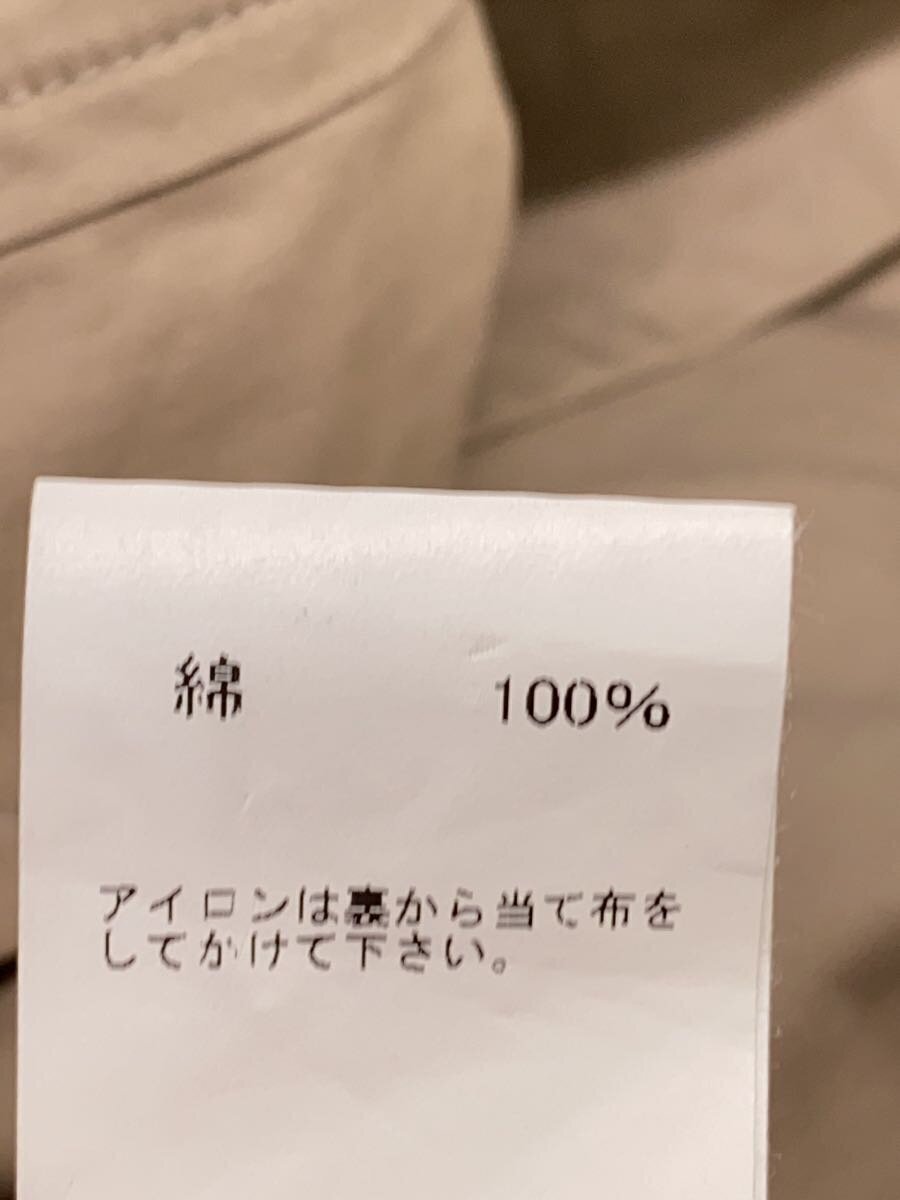 綿 100%
アイロンは裏から当て布を
してかけて下さい。